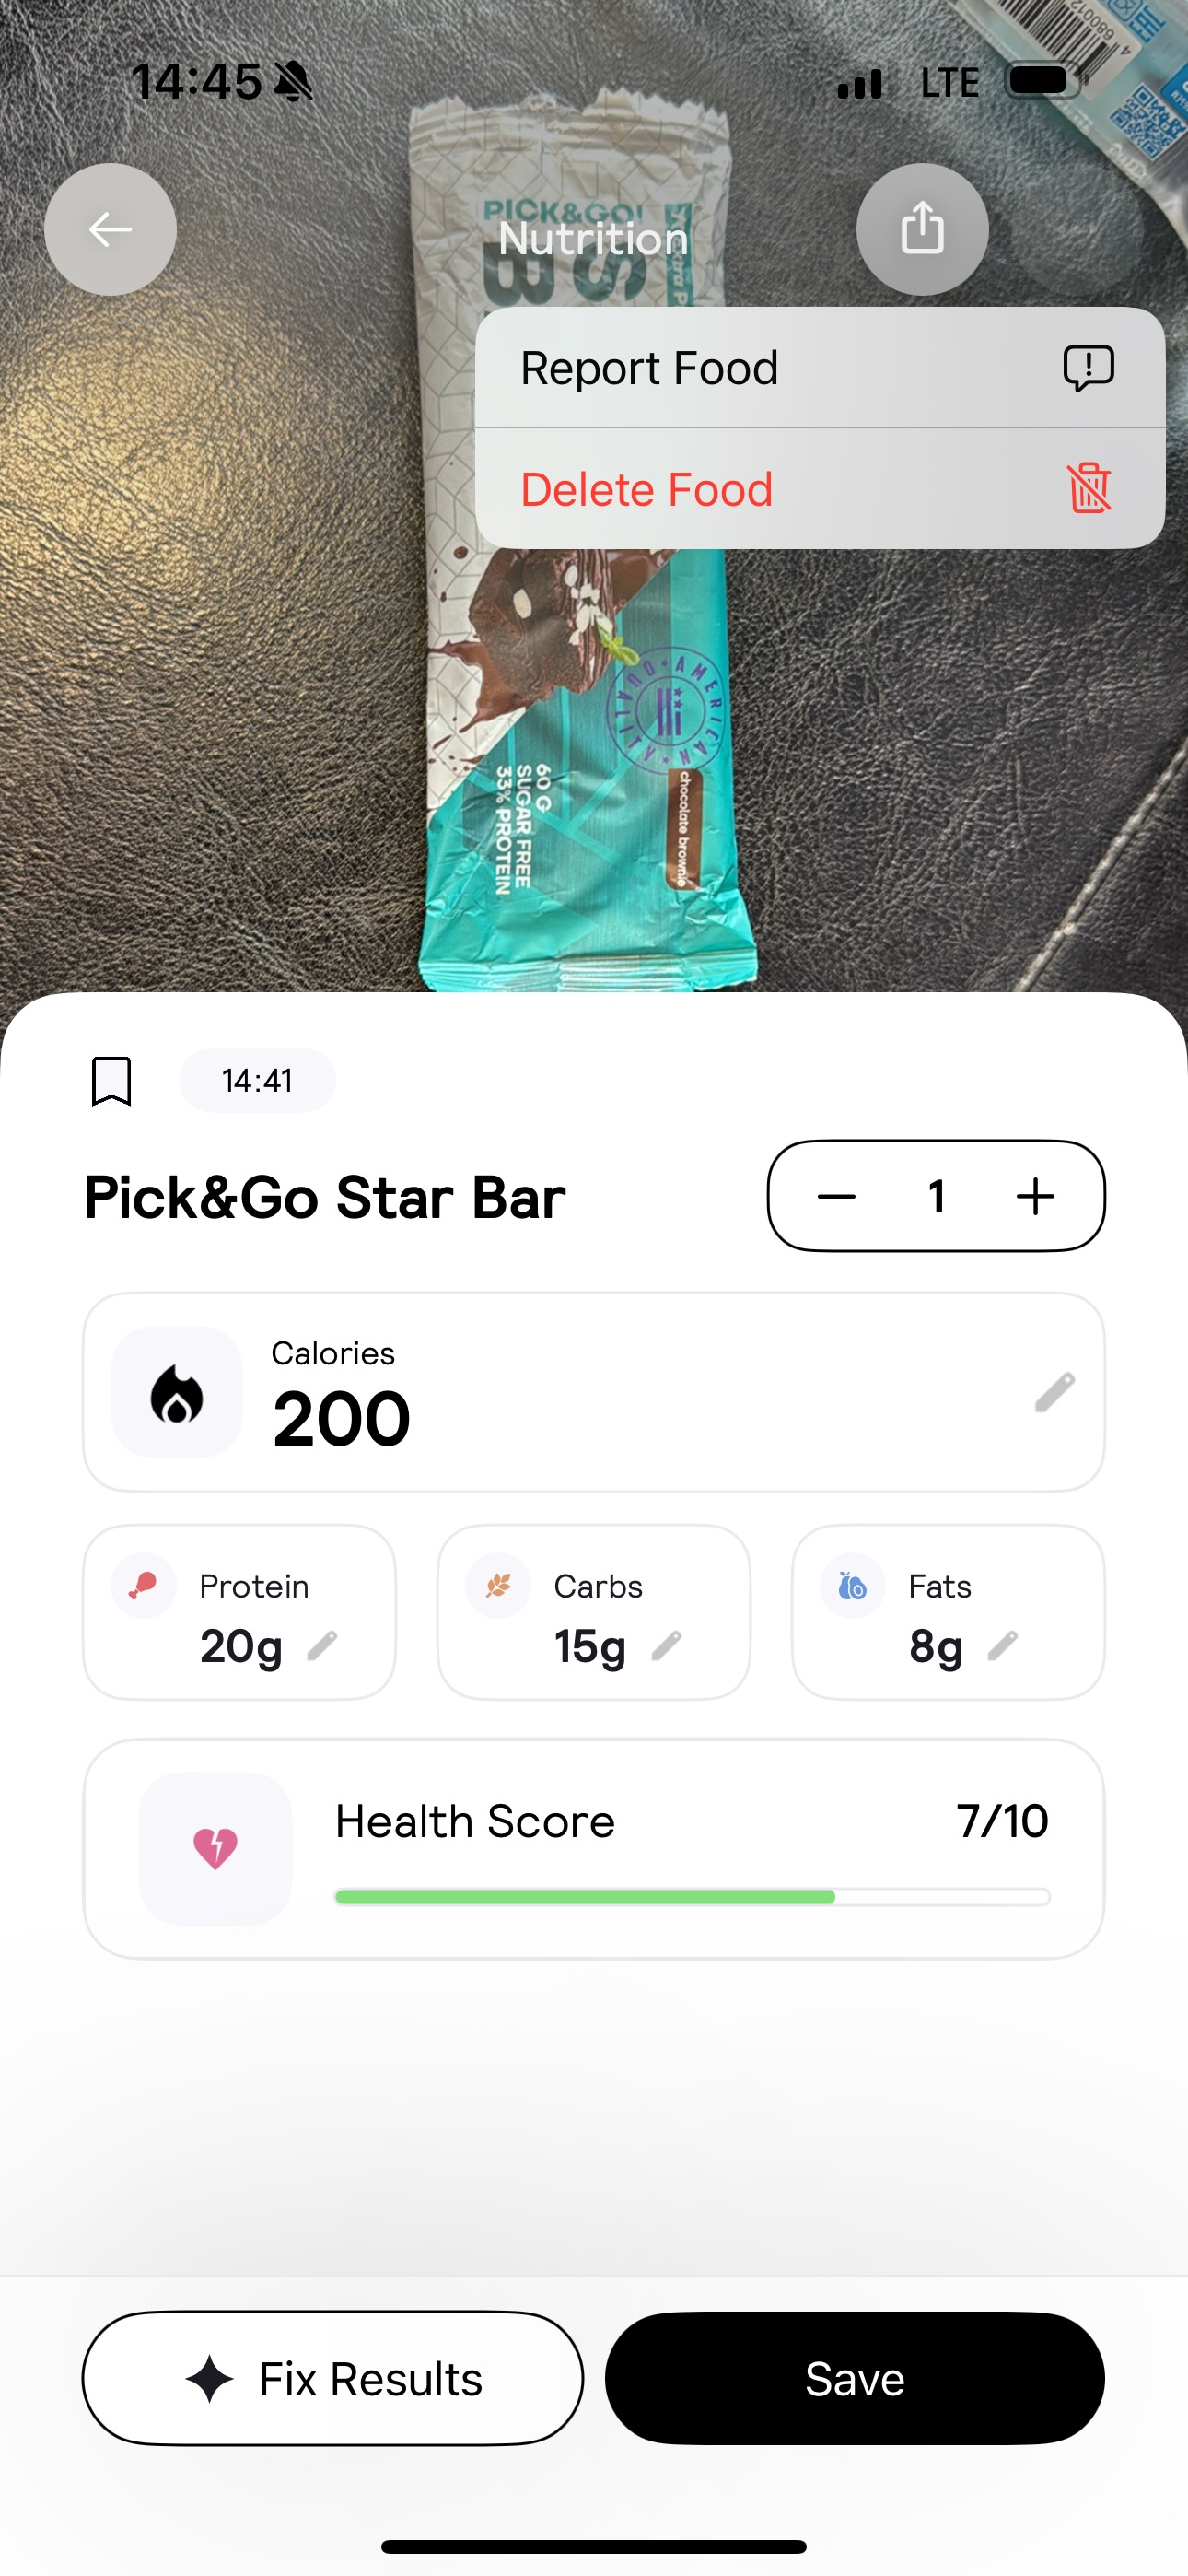 14:45
LTE
PICK&GO!
Nutrition
Report Food
Delete Food
AMERICAN QUALITY
60 G
SUGAR FREE
33% PROTEIN
chocolate brownie
14:41
Pick&Go Star Bar
1
Calories
200
Protein
20g
Carbs
15g
Fats
8g
Health Score
7/10
Fix Results
Save